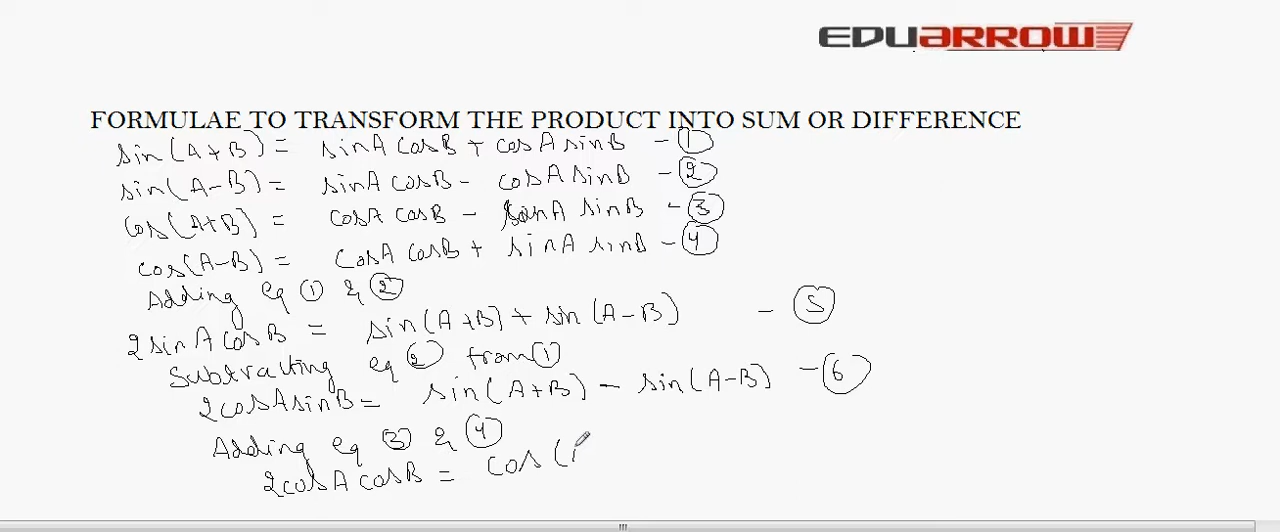 EDUARROW
FORMULAE TO TRANSFORM THE PRODUCT INTO SUM OR DIFFERENCE
sin(A+B) = sinA cosB + cosA sinB - ①
sin(A-B) = sinA cosB - cosA sinB - ②
cos(A+B) = cosA cosB - sinA sinB - ③
cos(A-B) = cosA cosB + sinA sinB - ④
Adding eq ① & ②
2sinA cosB = sin(A+B) + sin(A-B) - ⑤
Subtracting eq ② from ①
2cosAsinB = sin(A+B) - sin(A-B) - ⑥
Adding eq ③ & ④
2cosA cosB = cos (